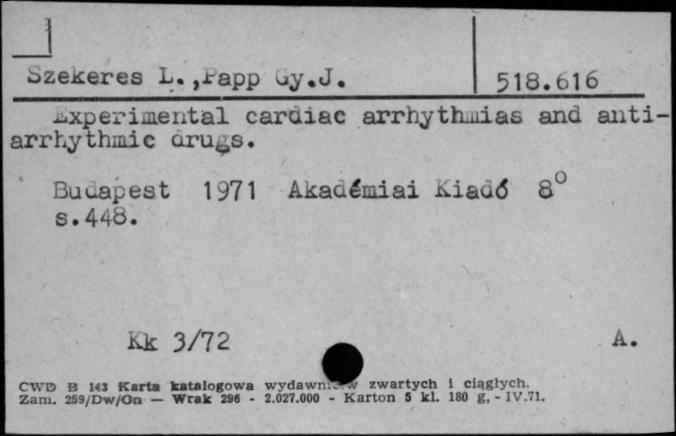 Szekeres L.,Papp Gy.J.
518.616
Experimental cardiac arrhythmias and anti-
arrhythmic drugs.
Budapest 1971 Akadémiai Kiadó 8°
s.448.
Kk 3/72
A.
CWD B 143 Karta katalogowa wydawnictw zwartych i ciągłych.
Zam. 259/Dw/On — Wrak 296 - 2.027.000 - Karton 5 kl. 180 g, - IV.71.